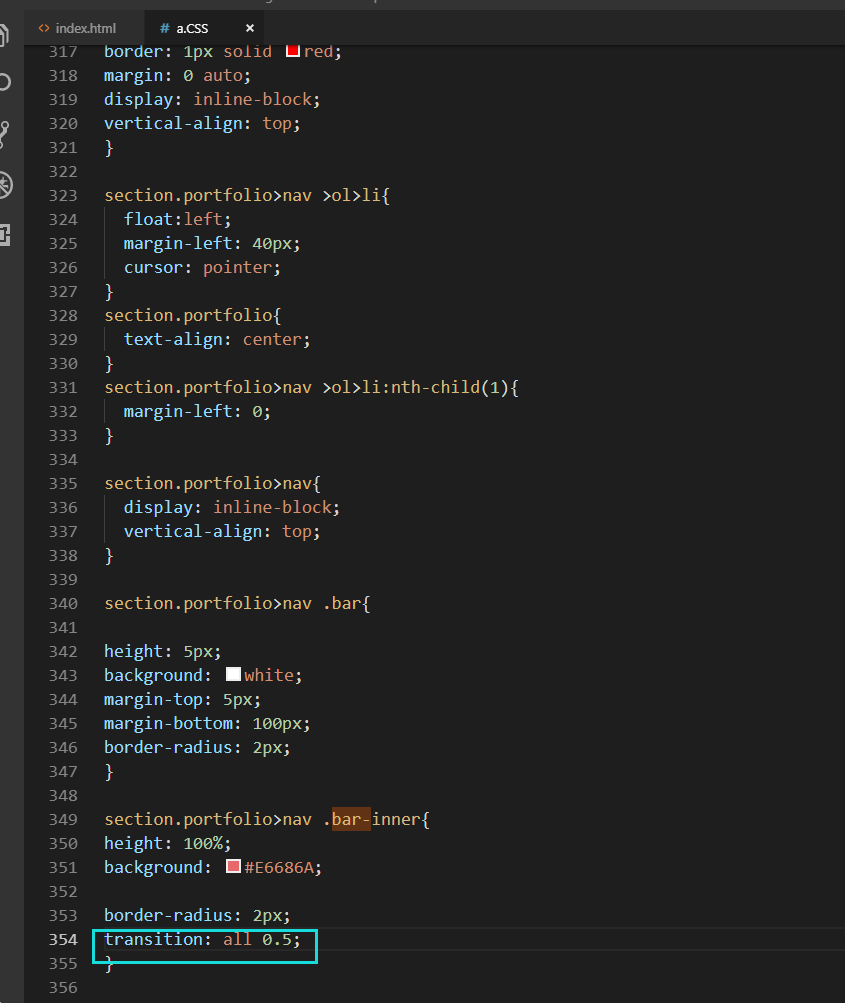 index.html
# a.CSS ×
317 border: 1px solid red;
318 margin: 0 auto;
319 display: inline-block;
320 vertical-align: top;
321 }
322
323 section.portfolio>nav >ol>li{
324 float:left;
325 margin-left: 40px;
326 cursor: pointer;
327 }
328 section.portfolio{
329 text-align: center;
330 }
331 section.portfolio>nav >ol>li:nth-child(1){
332 margin-left: 0;
333 }
334
335 section.portfolio>nav{
336 display: inline-block;
337 vertical-align: top;
338 }
339
340 section.portfolio>nav .bar{
341
342 height: 5px;
343 background: white;
344 margin-top: 5px;
345 margin-bottom: 100px;
346 border-radius: 2px;
347 }
348
349 section.portfolio>nav .bar-inner{
350 height: 100%;
351 background: #E6686A;
352
353 border-radius: 2px;
354 transition: all 0.5;
355 }
356